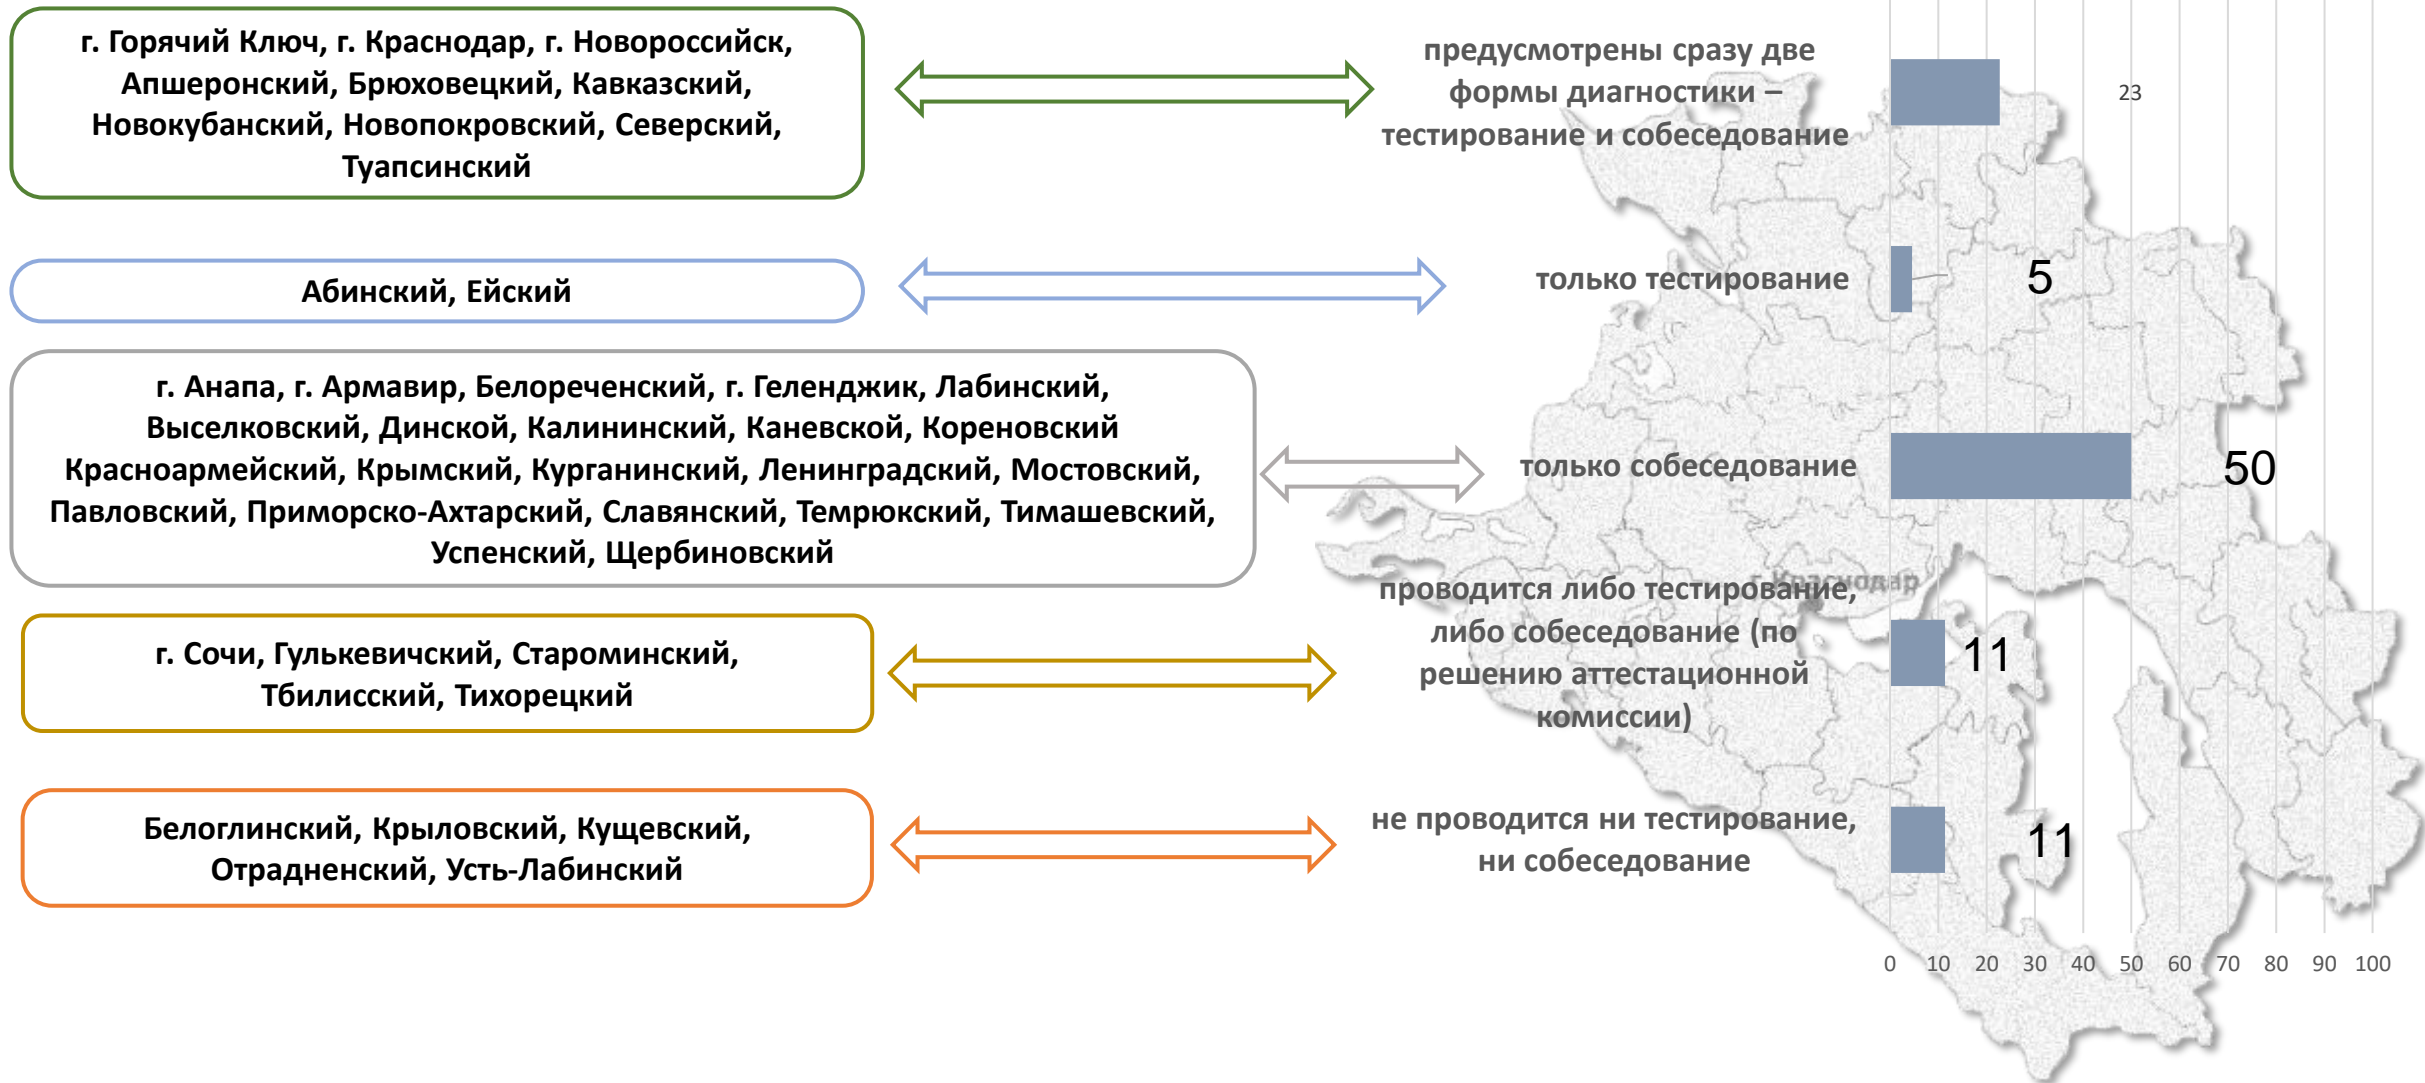 г. Горячий Ключ, г. Краснодар, г. Новороссийск,
Апшеронский, Брюховецкий, Кавказский,
Новокубанский, Новопокровский, Северский,
Туапсинский
предусмотрены сразу две
формы диагностики –
тестирование и собеседование
23
Абинский, Ейский
только тестирование
5
г. Анапа, г. Армавир, Белореченский, г. Геленджик, Лабинский,
Выселковский, Динской, Калининский, Каневской, Кореновский
Красноармейский, Крымский, Курганинский, Ленинградский, Мостовский,
Павловский, Приморско-Ахтарский, Славянский, Темрюкский, Тимашевский,
Успенский, Щербиновский
только собеседование
50
г. Краснодар
г. Сочи, Гулькевичский, Староминский,
Тбилисский, Тихорецкий
проводится либо тестирование,
либо собеседование (по
решению аттестационной
комиссии)
11
Белоглинский, Крыловский, Кущевский,
Отрадненский, Усть-Лабинский
не проводится ни тестирование,
ни собеседование
11
0 10 20 30 40 50 60 70 80 90 100